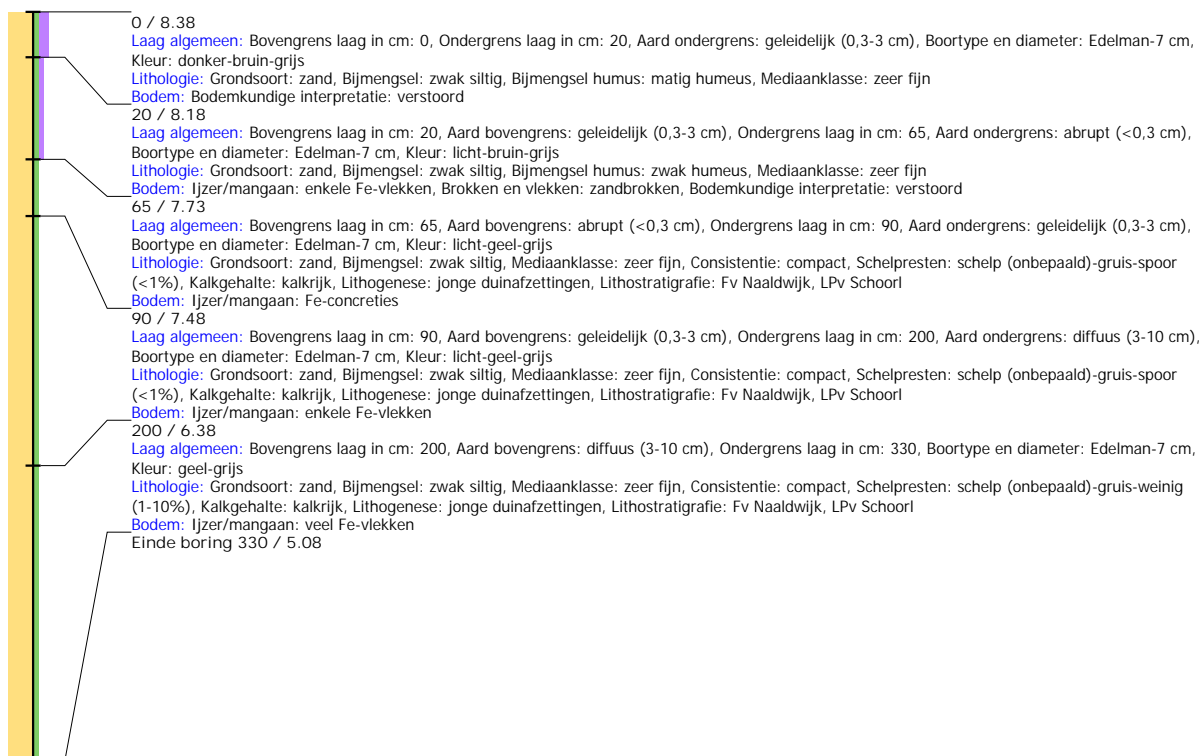 0 / 8.38
Laag algemeen: Bovengrens laag in cm: 0, Ondergrens laag in cm: 20, Aard ondergrens: geleidelijk (0,3-3 cm), Boortype en diameter: Edelman-7 cm,
Kleur: donker-bruin-grijs
Lithologie: Grondsoort: zand, Bijmengsel: zwak siltig, Bijmengsel humus: matig humeus, Mediaanklasse: zeer fijn
Bodem: Bodemkundige interpretatie: verstoord
20 / 8.18
Laag algemeen: Bovengrens laag in cm: 20, Aard bovengrens: geleidelijk (0,3-3 cm), Ondergrens laag in cm: 65, Aard ondergrens: abrupt (<0,3 cm),
Boortype en diameter: Edelman-7 cm, Kleur: licht-bruin-grijs
Lithologie: Grondsoort: zand, Bijmengsel: zwak siltig, Bijmengsel humus: zwak humeus, Mediaanklasse: zeer fijn
Bodem: Ijzer/mangaan: enkele Fe-vlekken, Brokken en vlekken: zandbrokken, Bodemkundige interpretatie: verstoord
65 / 7.73
Laag algemeen: Bovengrens laag in cm: 65, Aard bovengrens: abrupt (<0,3 cm), Ondergrens laag in cm: 90, Aard ondergrens: geleidelijk (0,3-3 cm),
Boortype en diameter: Edelman-7 cm, Kleur: licht-geel-grijs
Lithologie: Grondsoort: zand, Bijmengsel: zwak siltig, Mediaanklasse: zeer fijn, Consistentie: compact, Schelpresten: schelp (onbepaald)-gruis-spoor
(<1%), Kalkgehalte: kalkrijk, Lithogenese: jonge duinafzettingen, Lithostratigrafie: Fv Naaldwijk, LPv Schoorl
Bodem: Ijzer/mangaan: Fe-concreties
90 / 7.48
Laag algemeen: Bovengrens laag in cm: 90, Aard bovengrens: geleidelijk (0,3-3 cm), Ondergrens laag in cm: 200, Aard ondergrens: diffuus (3-10 cm),
Boortype en diameter: Edelman-7 cm, Kleur: licht-geel-grijs
Lithologie: Grondsoort: zand, Bijmengsel: zwak siltig, Mediaanklasse: zeer fijn, Consistentie: compact, Schelpresten: schelp (onbepaald)-gruis-spoor
(<1%), Kalkgehalte: kalkrijk, Lithogenese: jonge duinafzettingen, Lithostratigrafie: Fv Naaldwijk, LPv Schoorl
Bodem: Ijzer/mangaan: enkele Fe-vlekken
200 / 6.38
Laag algemeen: Bovengrens laag in cm: 200, Aard bovengrens: diffuus (3-10 cm), Ondergrens laag in cm: 330, Boortype en diameter: Edelman-7 cm,
Kleur: geel-grijs
Lithologie: Grondsoort: zand, Bijmengsel: zwak siltig, Mediaanklasse: zeer fijn, Consistentie: compact, Schelpresten: schelp (onbepaald)-gruis-weinig
(1-10%), Kalkgehalte: kalkrijk, Lithogenese: jonge duinafzettingen, Lithostratigrafie: Fv Naaldwijk, LPv Schoorl
Bodem: Ijzer/mangaan: veel Fe-vlekken
Einde boring 330 / 5.08